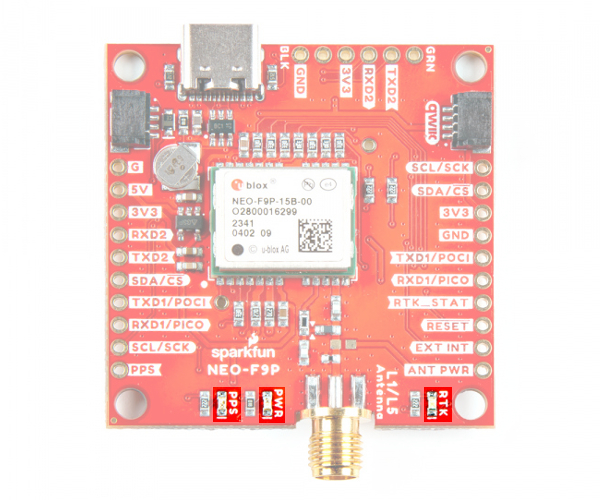 BLK
GND
3V3
RXD2
TXD2
GRN
QWIIC
G
5V
3V3
RXD2
TXD2
SDA/CS
TXD1/POCI
RXD1/PICO
SCL/SCK
PPS
ublox
NEO-F9P-15B-00
O2800016299
2341
0402 09
u-blox AG
SCL/SCK
SDA/CS
3V3
GND
TXD1/POCI
RXD1/PICO
RTK_STAT
RESET
EXT INT
ANT PWR
sparkfun
NEO-F9P
L1/L5
Antenna
PPS
PWR
RTK